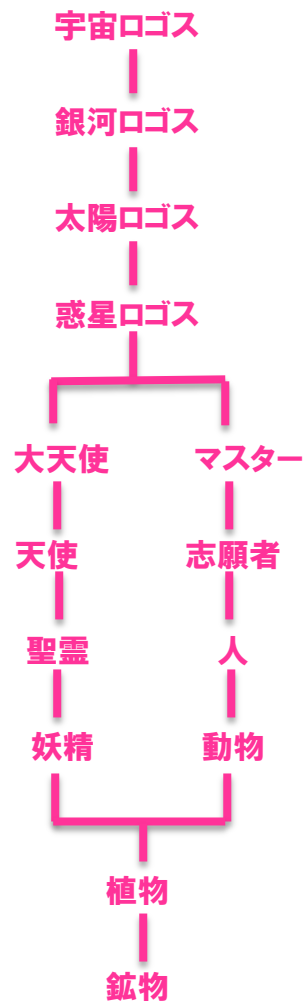 宇宙ロゴス
銀河ロゴス
太陽ロゴス
惑星ロゴス
大天使
マスター
天使
志願者
聖霊
人
妖精
動物
植物
鉱物